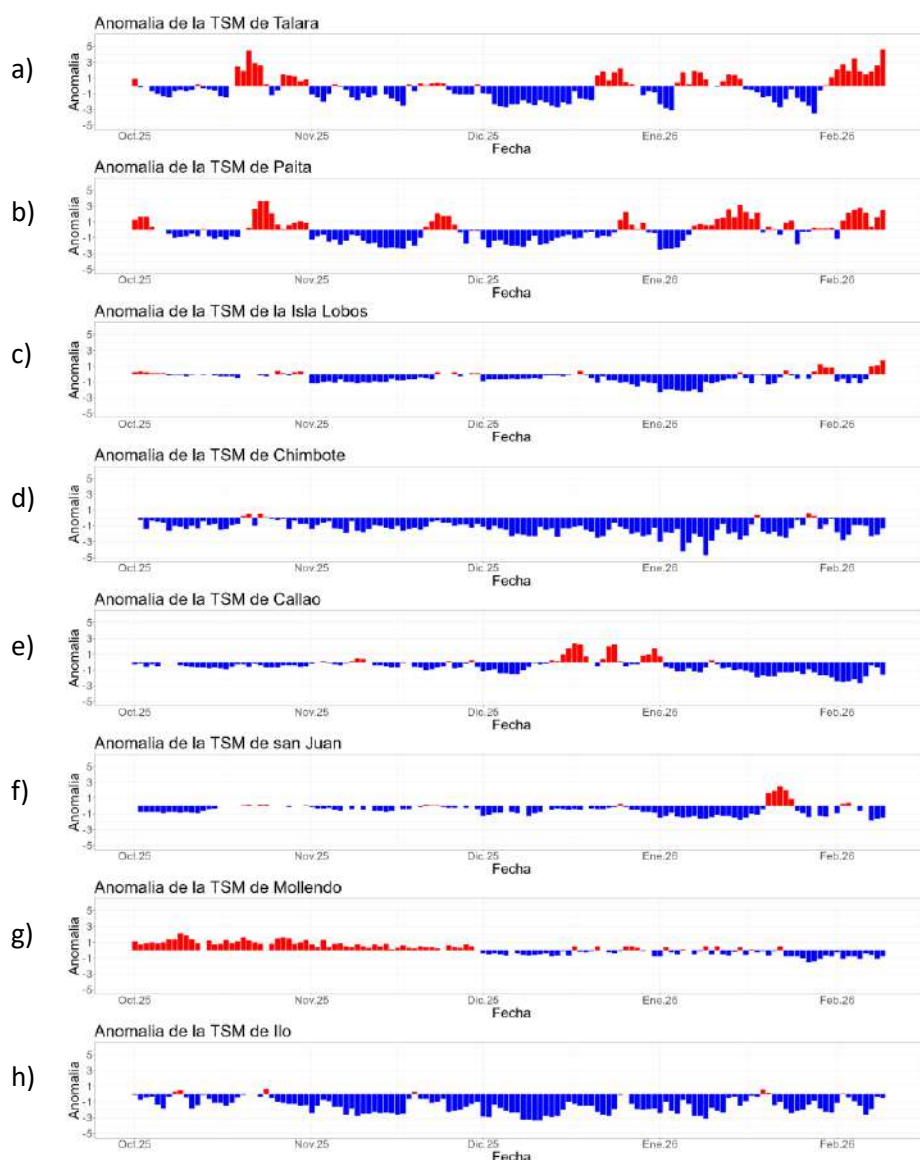 a)
Anomalia de la TSM de Talara
Anomalia
5
3
1
-1
-3
-5
Oct.25 Nov.25 Dic.25 Ene.26 Feb.26
Fecha
b)
Anomalia de la TSM de Paita
Anomalia
5
3
1
-1
-3
-5
Oct.25 Nov.25 Dic.25 Ene.26 Feb.26
Fecha
c)
Anomalia de la TSM de la Isla Lobos
Anomalia
5
3
1
-1
-3
-5
Oct.25 Nov.25 Dic.25 Ene.26 Feb.26
Fecha
d)
Anomalia de la TSM de Chimbote
Anomalia
5
3
1
-1
-3
-5
Oct.25 Nov.25 Dic.25 Ene.26 Feb.26
Fecha
e)
Anomalia de la TSM de Callao
Anomalia
5
3
1
-1
-3
-5
Oct.25 Nov.25 Dic.25 Ene.26 Feb.26
Fecha
f)
Anomalia de la TSM de san Juan
Anomalia
5
3
1
-1
-3
-5
Oct.25 Nov.25 Dic.25 Ene.26 Feb.26
Fecha
g)
Anomalia de la TSM de Mollendo
Anomalia
5
3
1
-1
-3
-5
Oct.25 Nov.25 Dic.25 Ene.26 Feb.26
Fecha
h)
Anomalia de la TSM de Ilo
Anomalia
5
3
1
-1
-3
-5
Oct.25 Nov.25 Dic.25 Ene.26 Feb.26
Fecha